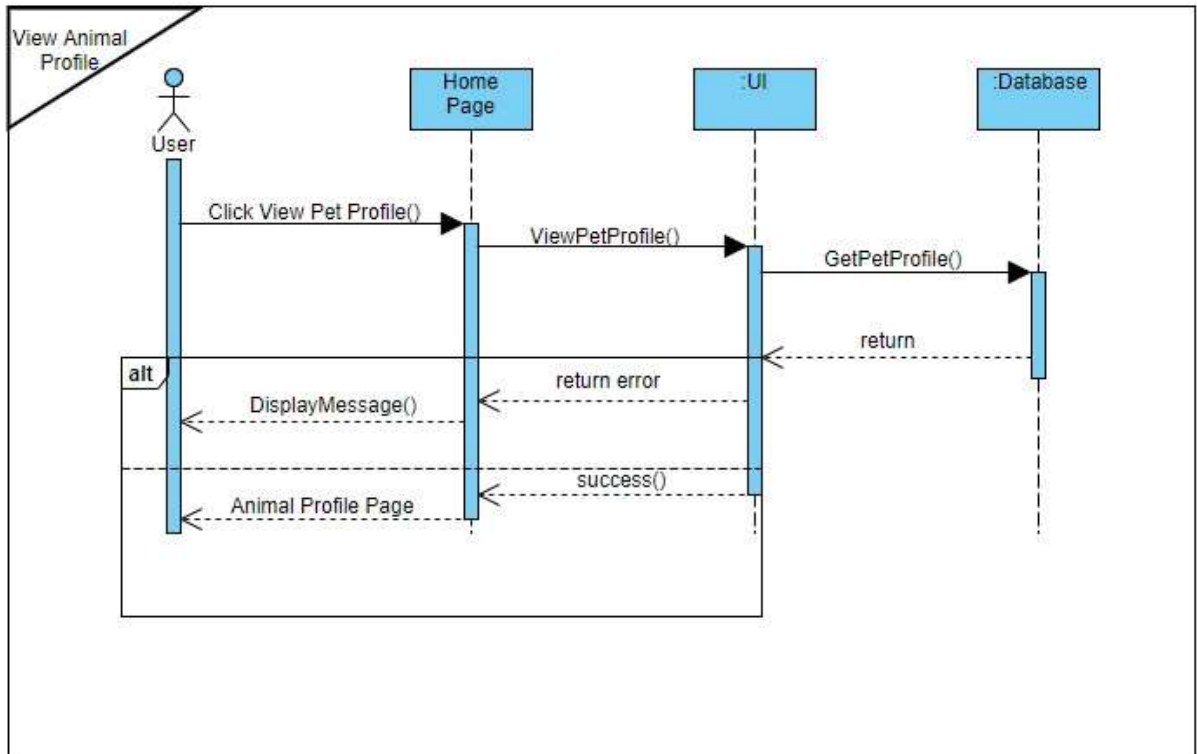 View Animal
Profile
User
Home
Page
:UI
:Database
Click View Pet Profile()
ViewPetProfile()
GetPetProfile()
return
alt
return error
DisplayMessage()
success()
Animal Profile Page